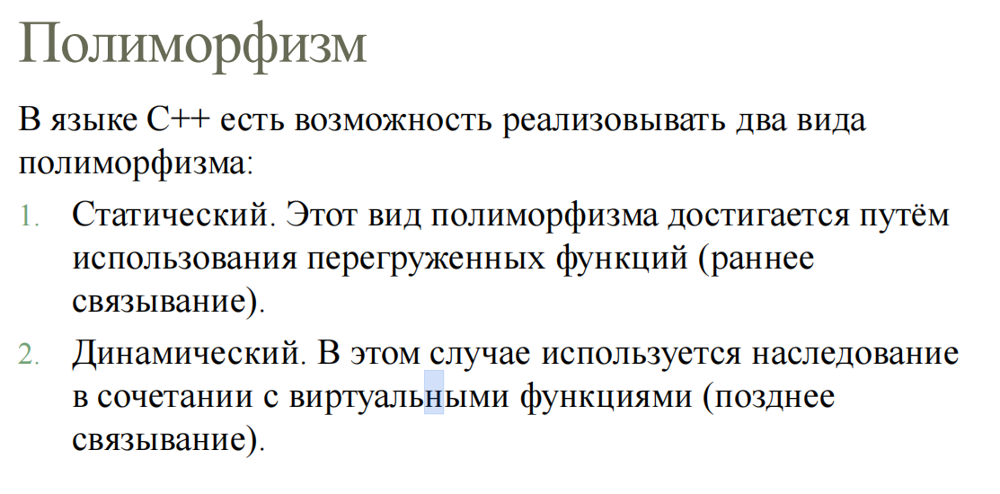 Полиморфизм
В языке С++ есть возможность реализовывать два вида
полиморфизма:
1. Статический. Этот вид полиморфизма достигается путём
использования перегруженных функций (раннее
связывание).
2. Динамический. В этом случае используется наследование
в сочетании с виртуальными функциями (позднее
связывание).